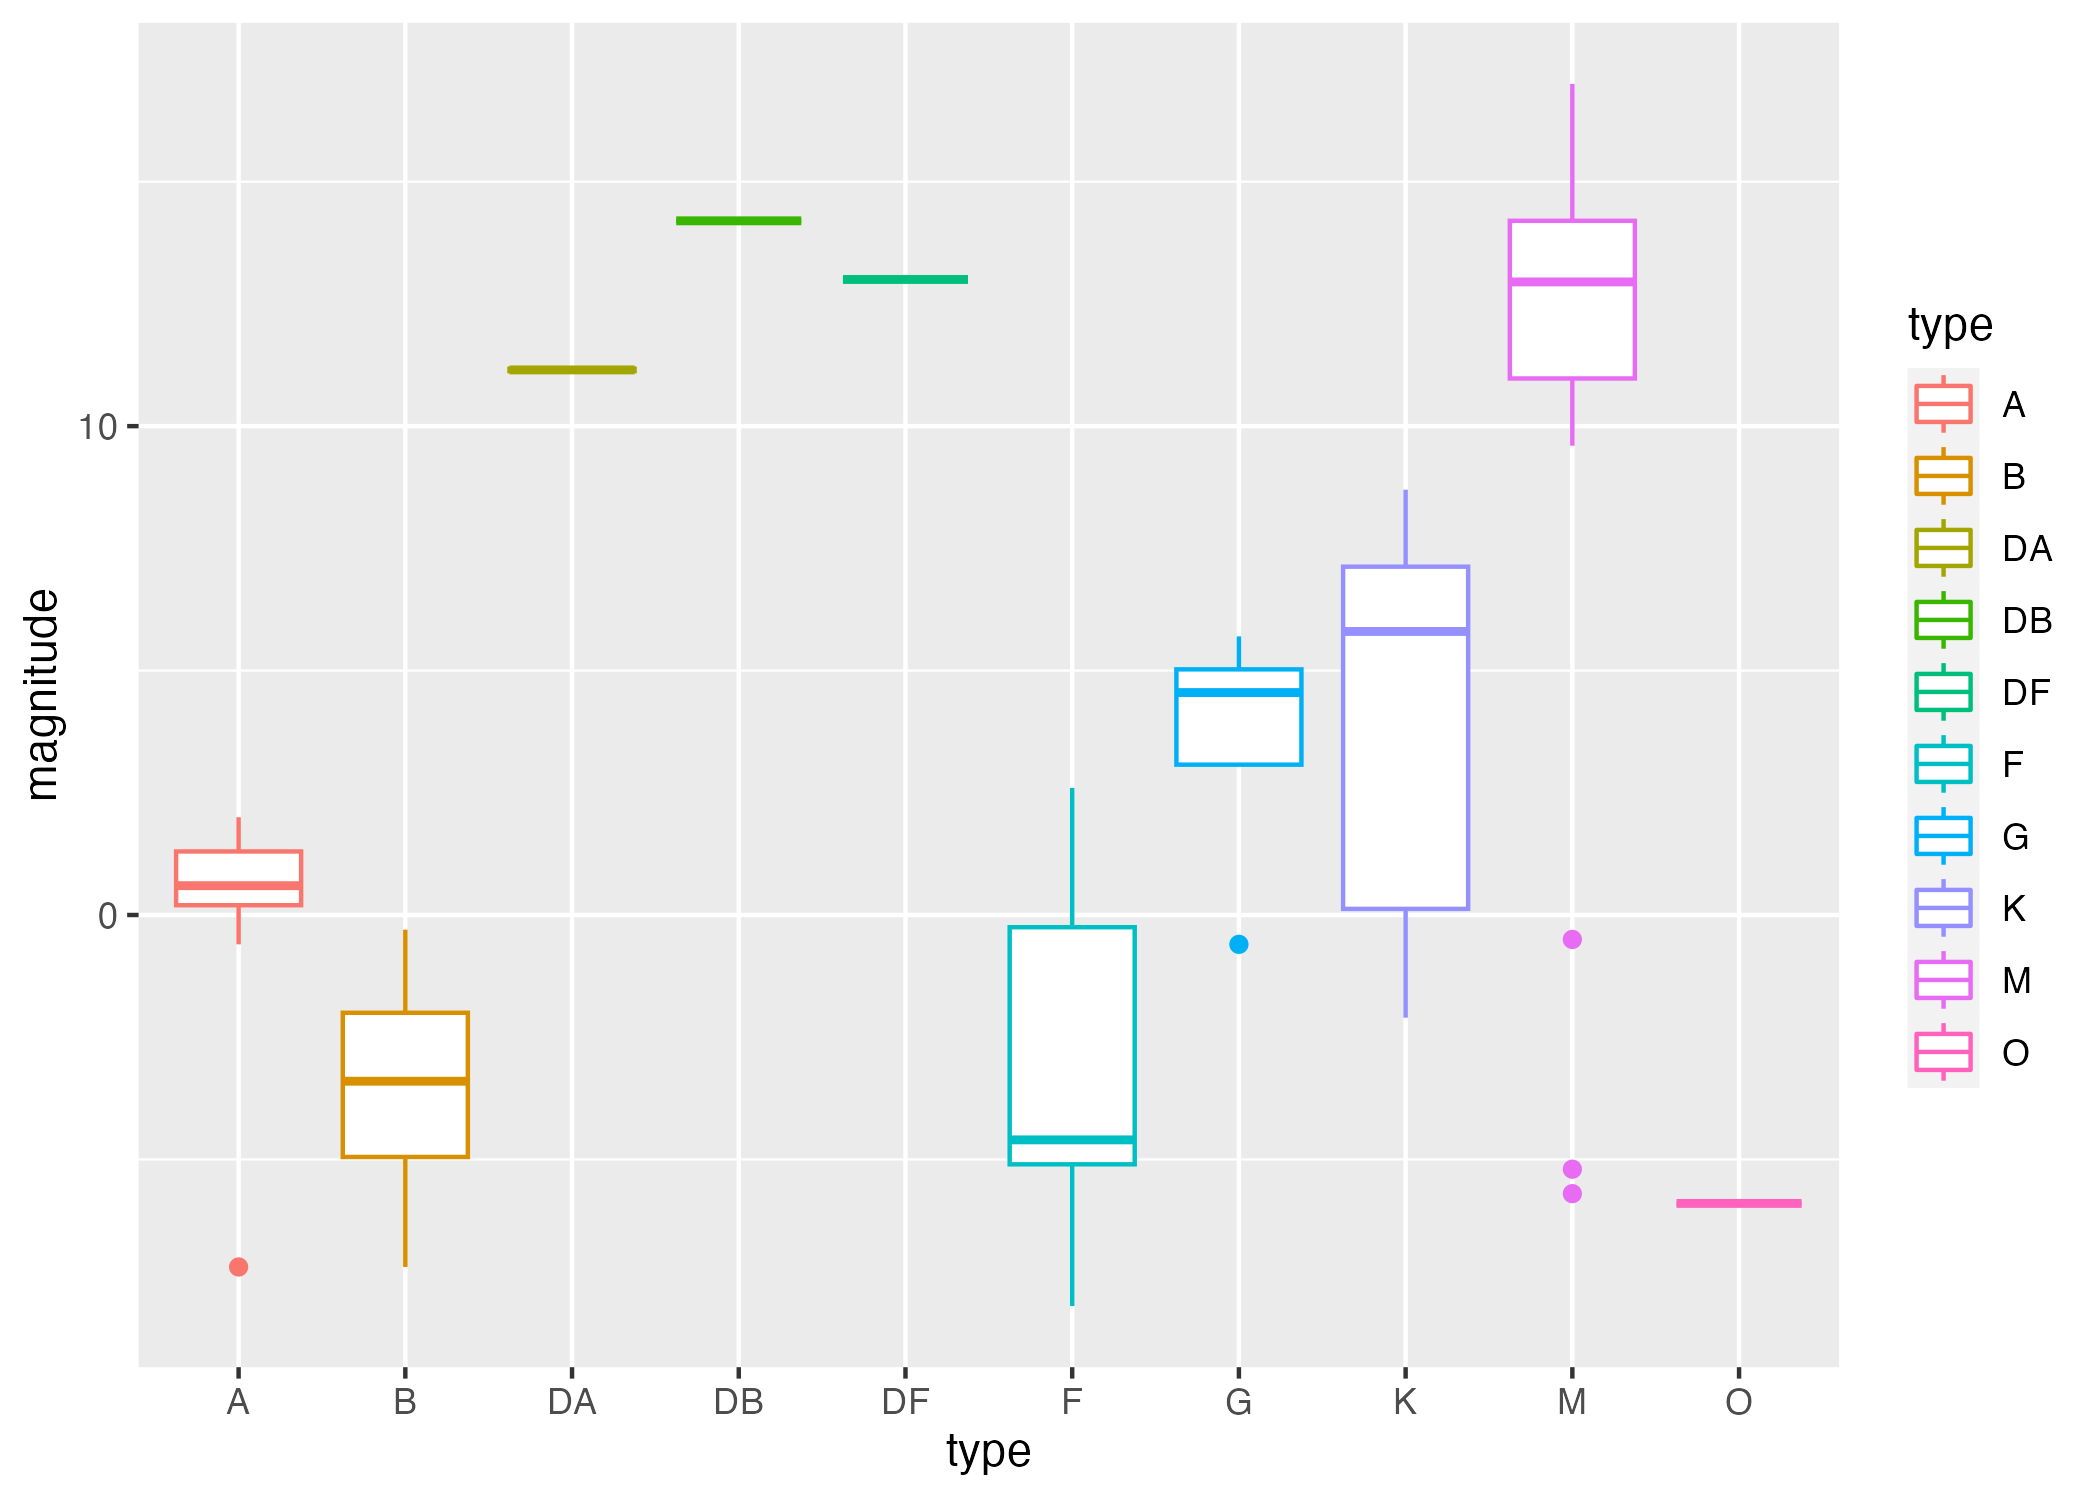 magnitude
10
0
A B DA DB DF F G K M O
type
type
A
B
DA
DB
DF
F
G
K
M
O